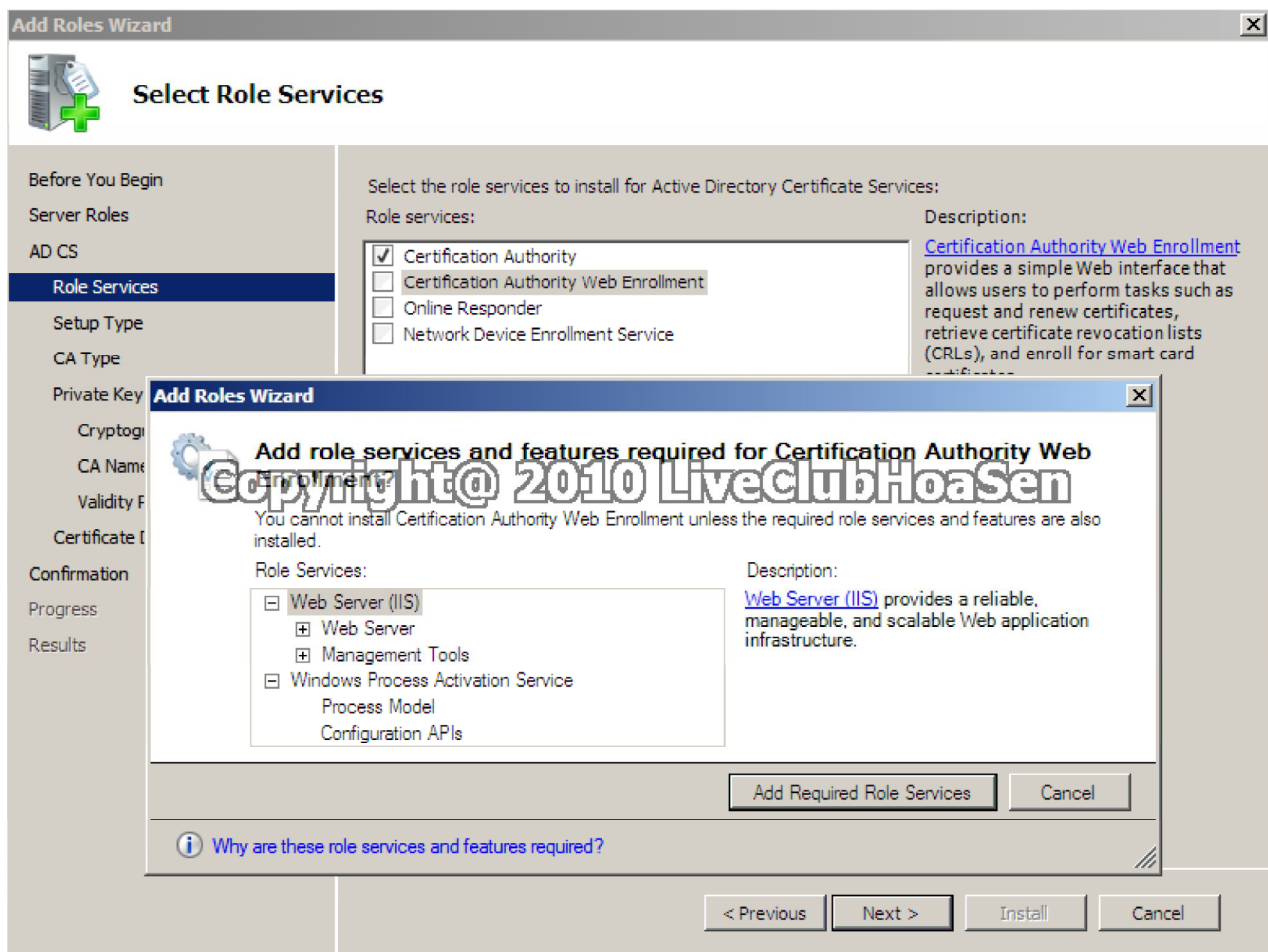 Add Roles Wizard
Select Role Services
Before You Begin
Server Roles
AD CS
Role Services
Setup Type
CA Type
Private Key
Cryptogr
CA Name
Validity P
Certificate D
Confirmation
Progress
Results
Select the role services to install for Active Directory Certificate Services:
Role services:
Certification Authority
Certification Authority Web Enrollment
Online Responder
Network Device Enrollment Service
Description:
Certification Authority Web Enrollment
provides a simple Web interface that
allows users to perform tasks such as
request and renew certificates,
retrieve certificate revocation lists
(CRLs), and enroll for smart card
Add Roles Wizard
Add role services and features required for Certification Authority Web
Enrollment?
Copyright@ 2010 LiveClubHoaSen
You cannot install Certification Authority Web Enrollment unless the required role services and features are also
installed.
Role Services:
Web Server (IIS)
Web Server
Management Tools
Windows Process Activation Service
Process Model
Configuration APIs
Description:
Web Server (IIS) provides a reliable,
manageable, and scalable Web application
infrastructure.
Add Required Role Services
Cancel
Why are these role services and features required?
< Previous
Next >
Install
Cancel